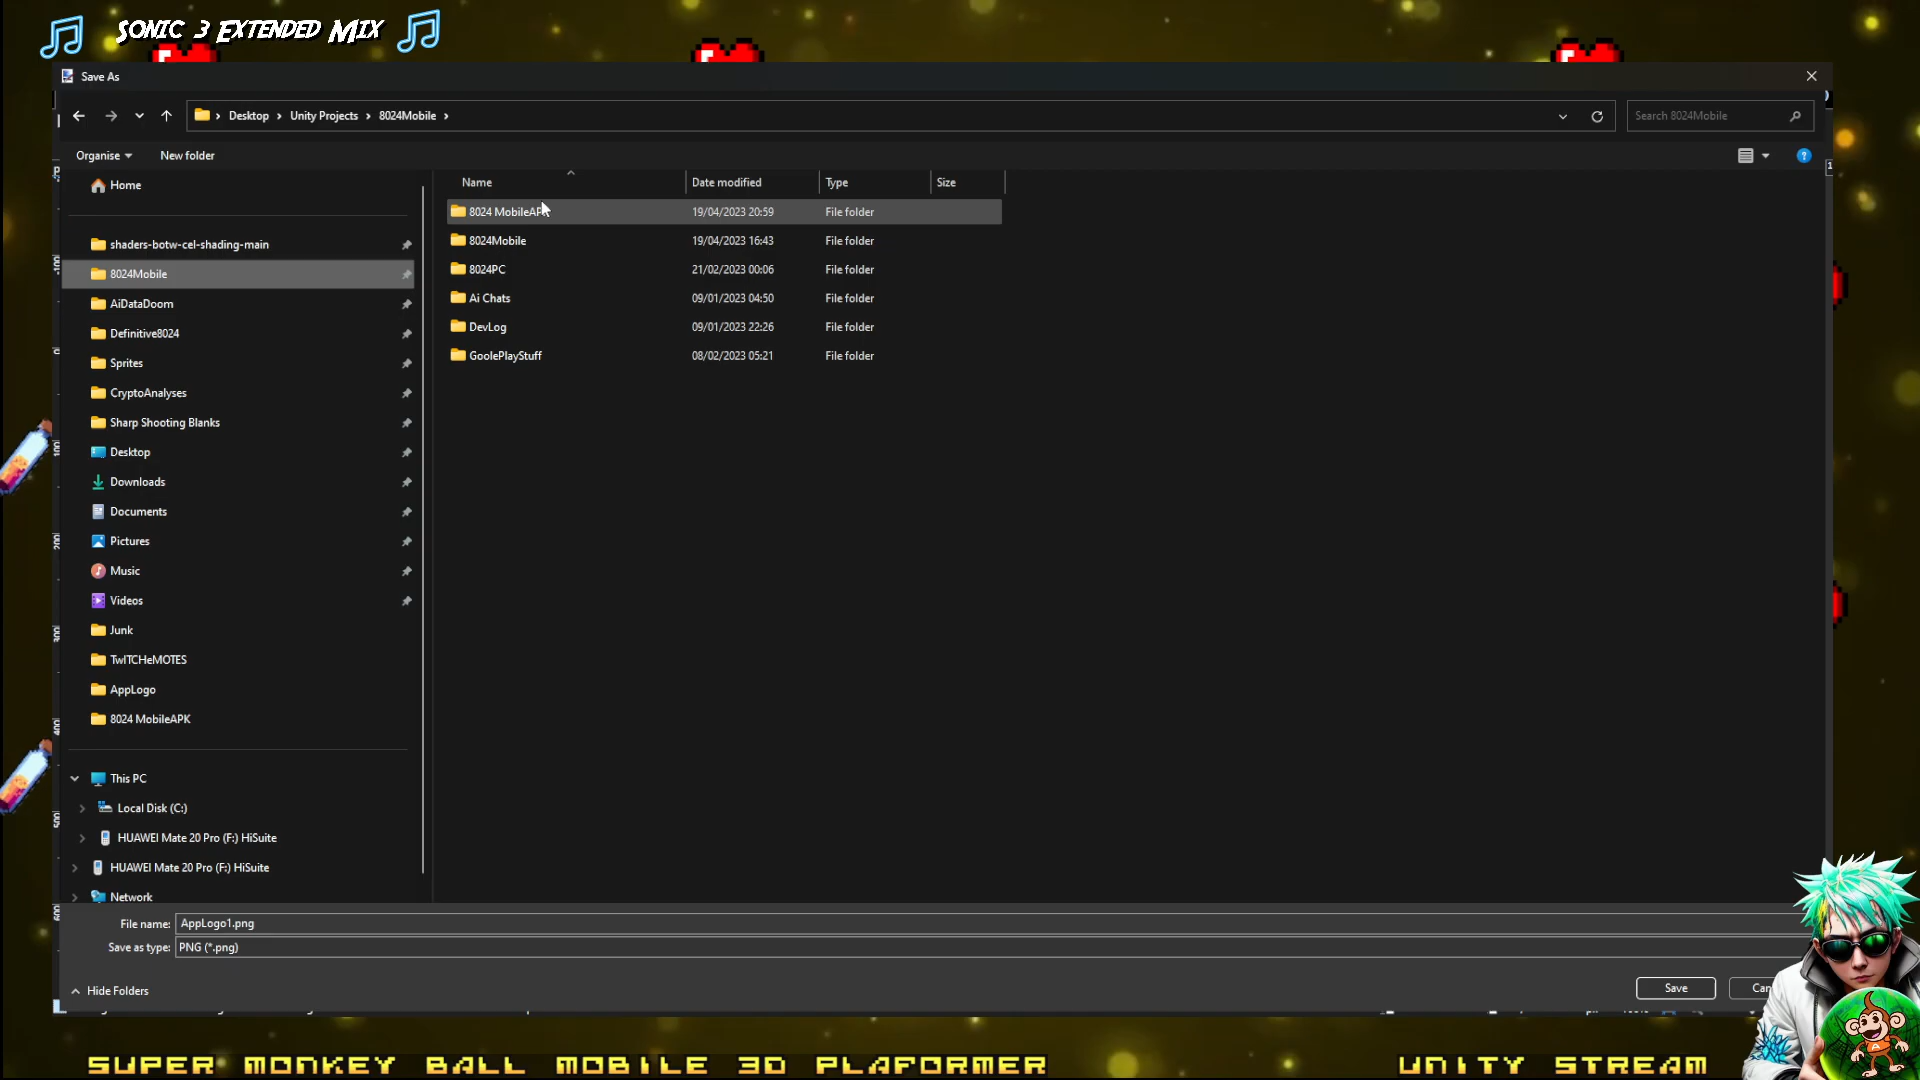 Sonic 3 Extended Mix
Save As
Desktop > Unity Projects > 8024Mobile >
Search 8024Mobile
Organise
New folder
Home
shaders-botw-cel-shading-main
8024Mobile
AiDataDoom
Definitive8024
Sprites
CryptoAnalyses
Sharp Shooting Blanks
Desktop
Downloads
Documents
Pictures
Music
Videos
Junk
TwITCHeMOTES
AppLogo
8024 MobileAPK
This PC
Local Disk (C:)
HUAWEI Mate 20 Pro (F:) HiSuite
HUAWEI Mate 20 Pro (F:) HiSuite
Network
Name Date modified Type Size
8024 MobileAPK 19/04/2023 20:59 File folder
8024Mobile 19/04/2023 16:43 File folder
8024PC 21/02/2023 00:06 File folder
Ai Chats 09/01/2023 04:50 File folder
DevLog 09/01/2023 22:26 File folder
GoolePlayStuff 08/02/2023 05:21 File folder
File name: AppLogo1.png
Save as type: PNG (*.png)
Hide Folders
Save
Can
SUPER MONKEY BALL MOBILE 3D PLAFORMER
UNITY STREAM